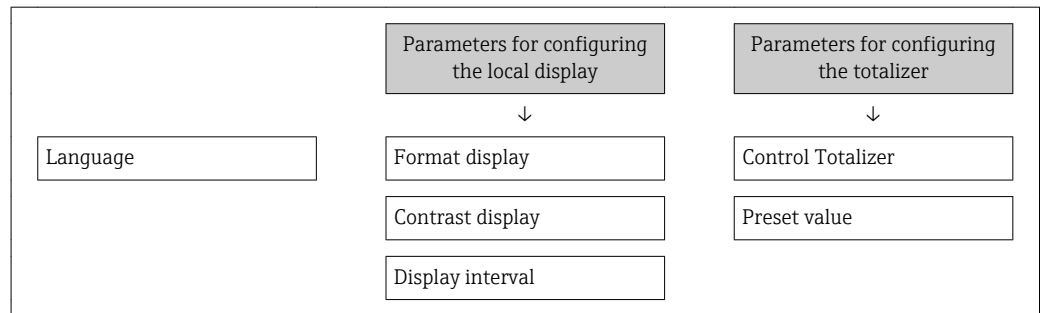 Parameters for configuring
the local display
Parameters for configuring
the totalizer
↓
↓
Language
Format display
Control Totalizer
Contrast display
Preset value
Display interval